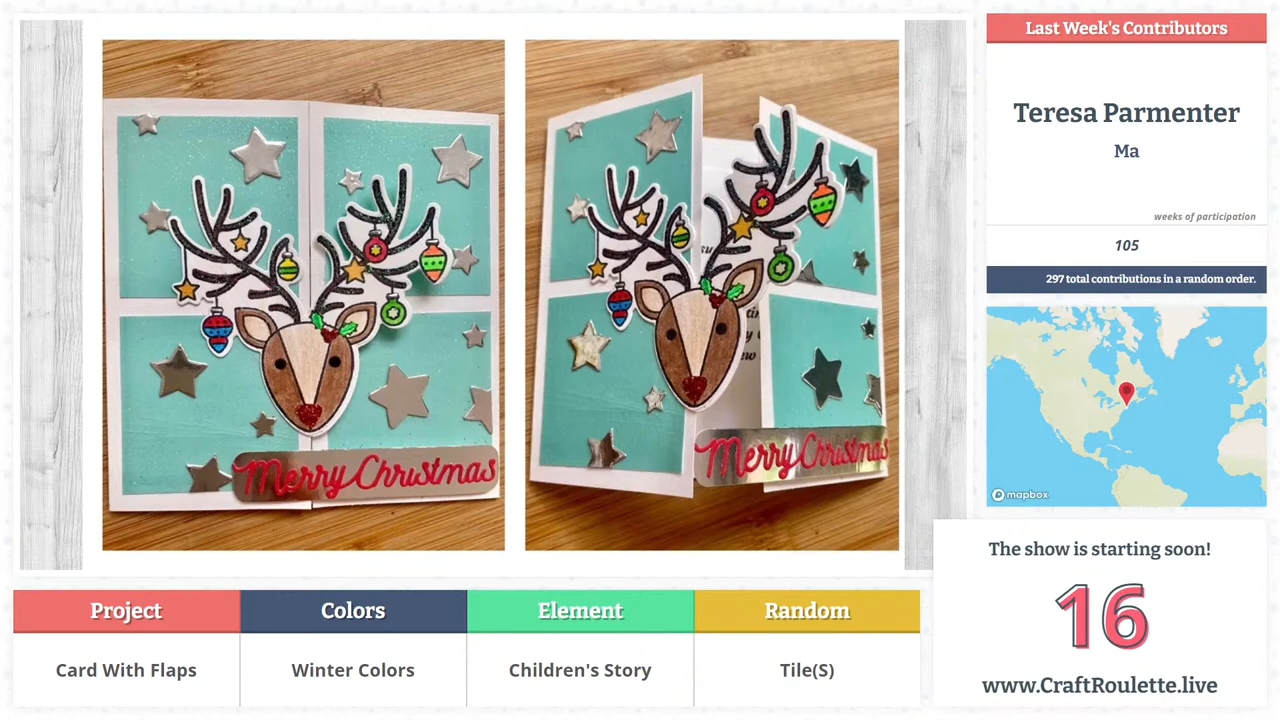 Last Week's Contributors
Teresa Parmenter
Ma
weeks of participation
105
297 total contributions in a random order.
Merry Christmas
Merry Christmas
mapbox
The show is starting soon!
16
www.CraftRoulette.live
Project
Colors
Element
Random
Card With Flaps
Winter Colors
Children's Story
Tile(S)